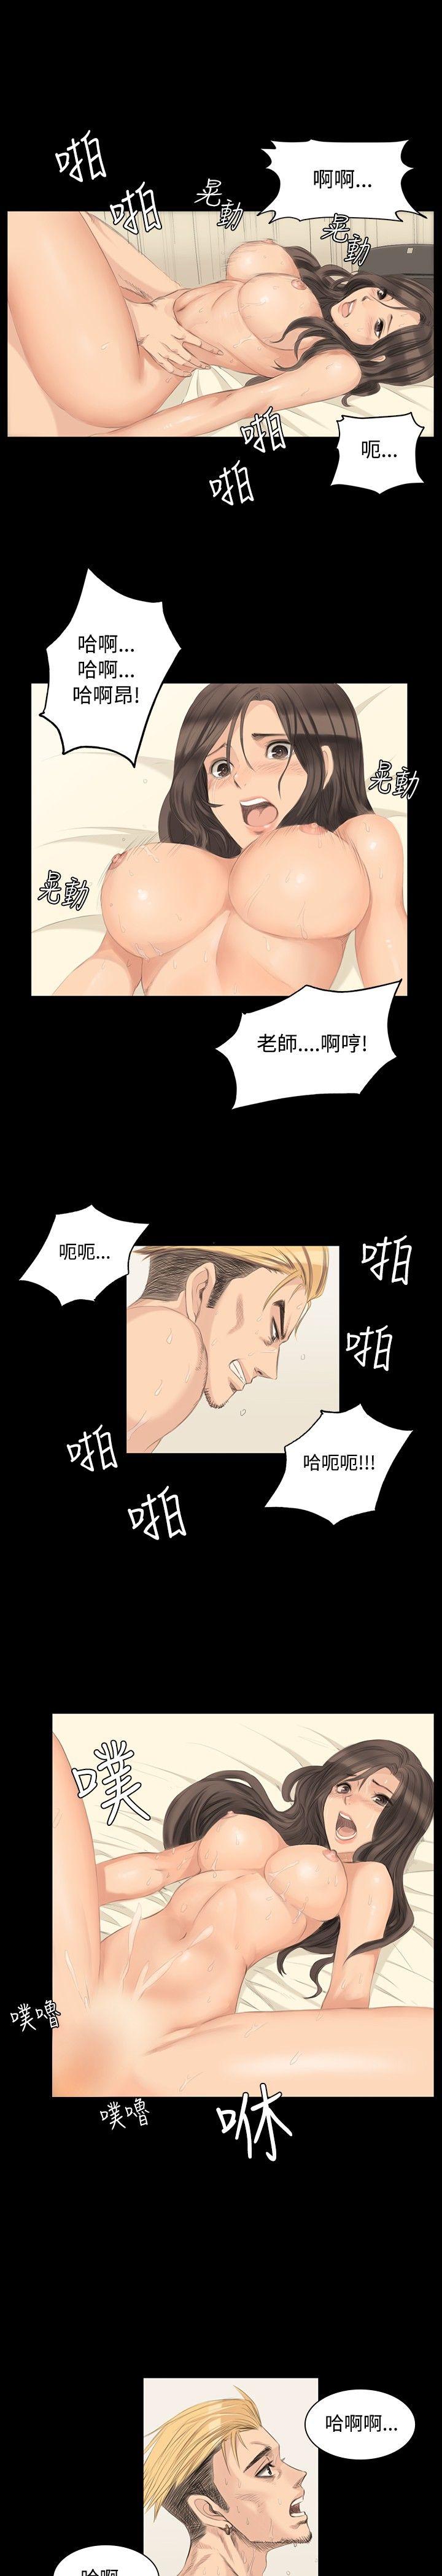 啪
啪
晃動
啊啊...
晃動
啪
啪
呃...
哈啊...
哈啊...
哈啊昂!
晃動
晃動
老師....啊哼!
呃呃...
啪
啪
啪
啪
哈呃呃!!!
噗
噗嚕
噗嚕
咻
哈啊啊...